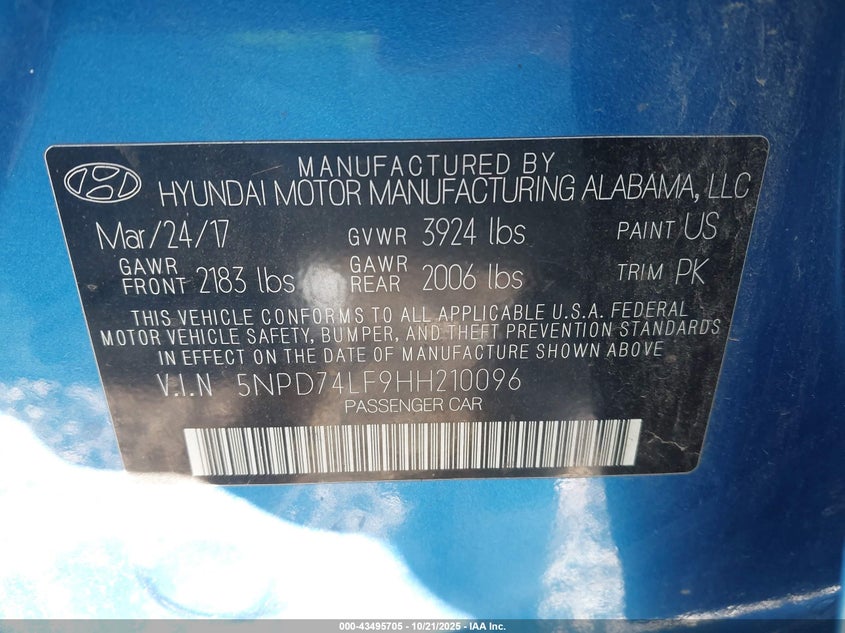 MANUFACTURED BY
HYUNDAI MOTOR MANUFACTURING ALABAMA, LLC
Mar/24/17 GVWR 3924 lbs PAINT US
GAWR FRONT 2183 lbs GAWR REAR 2006 lbs TRIM PK
THIS VEHICLE CONFORMS TO ALL APPLICABLE U.S.A. FEDERAL
MOTOR VEHICLE SAFETY, BUMPER, AND THEFT PREVENTION STANDARDS
IN EFFECT ON THE DATE OF MANUFACTURE SHOWN ABOVE
V.I.N 5NPD74LF9HH210096
PASSENGER CAR
000-43495705 - 10/21/2025 - IAA Inc.